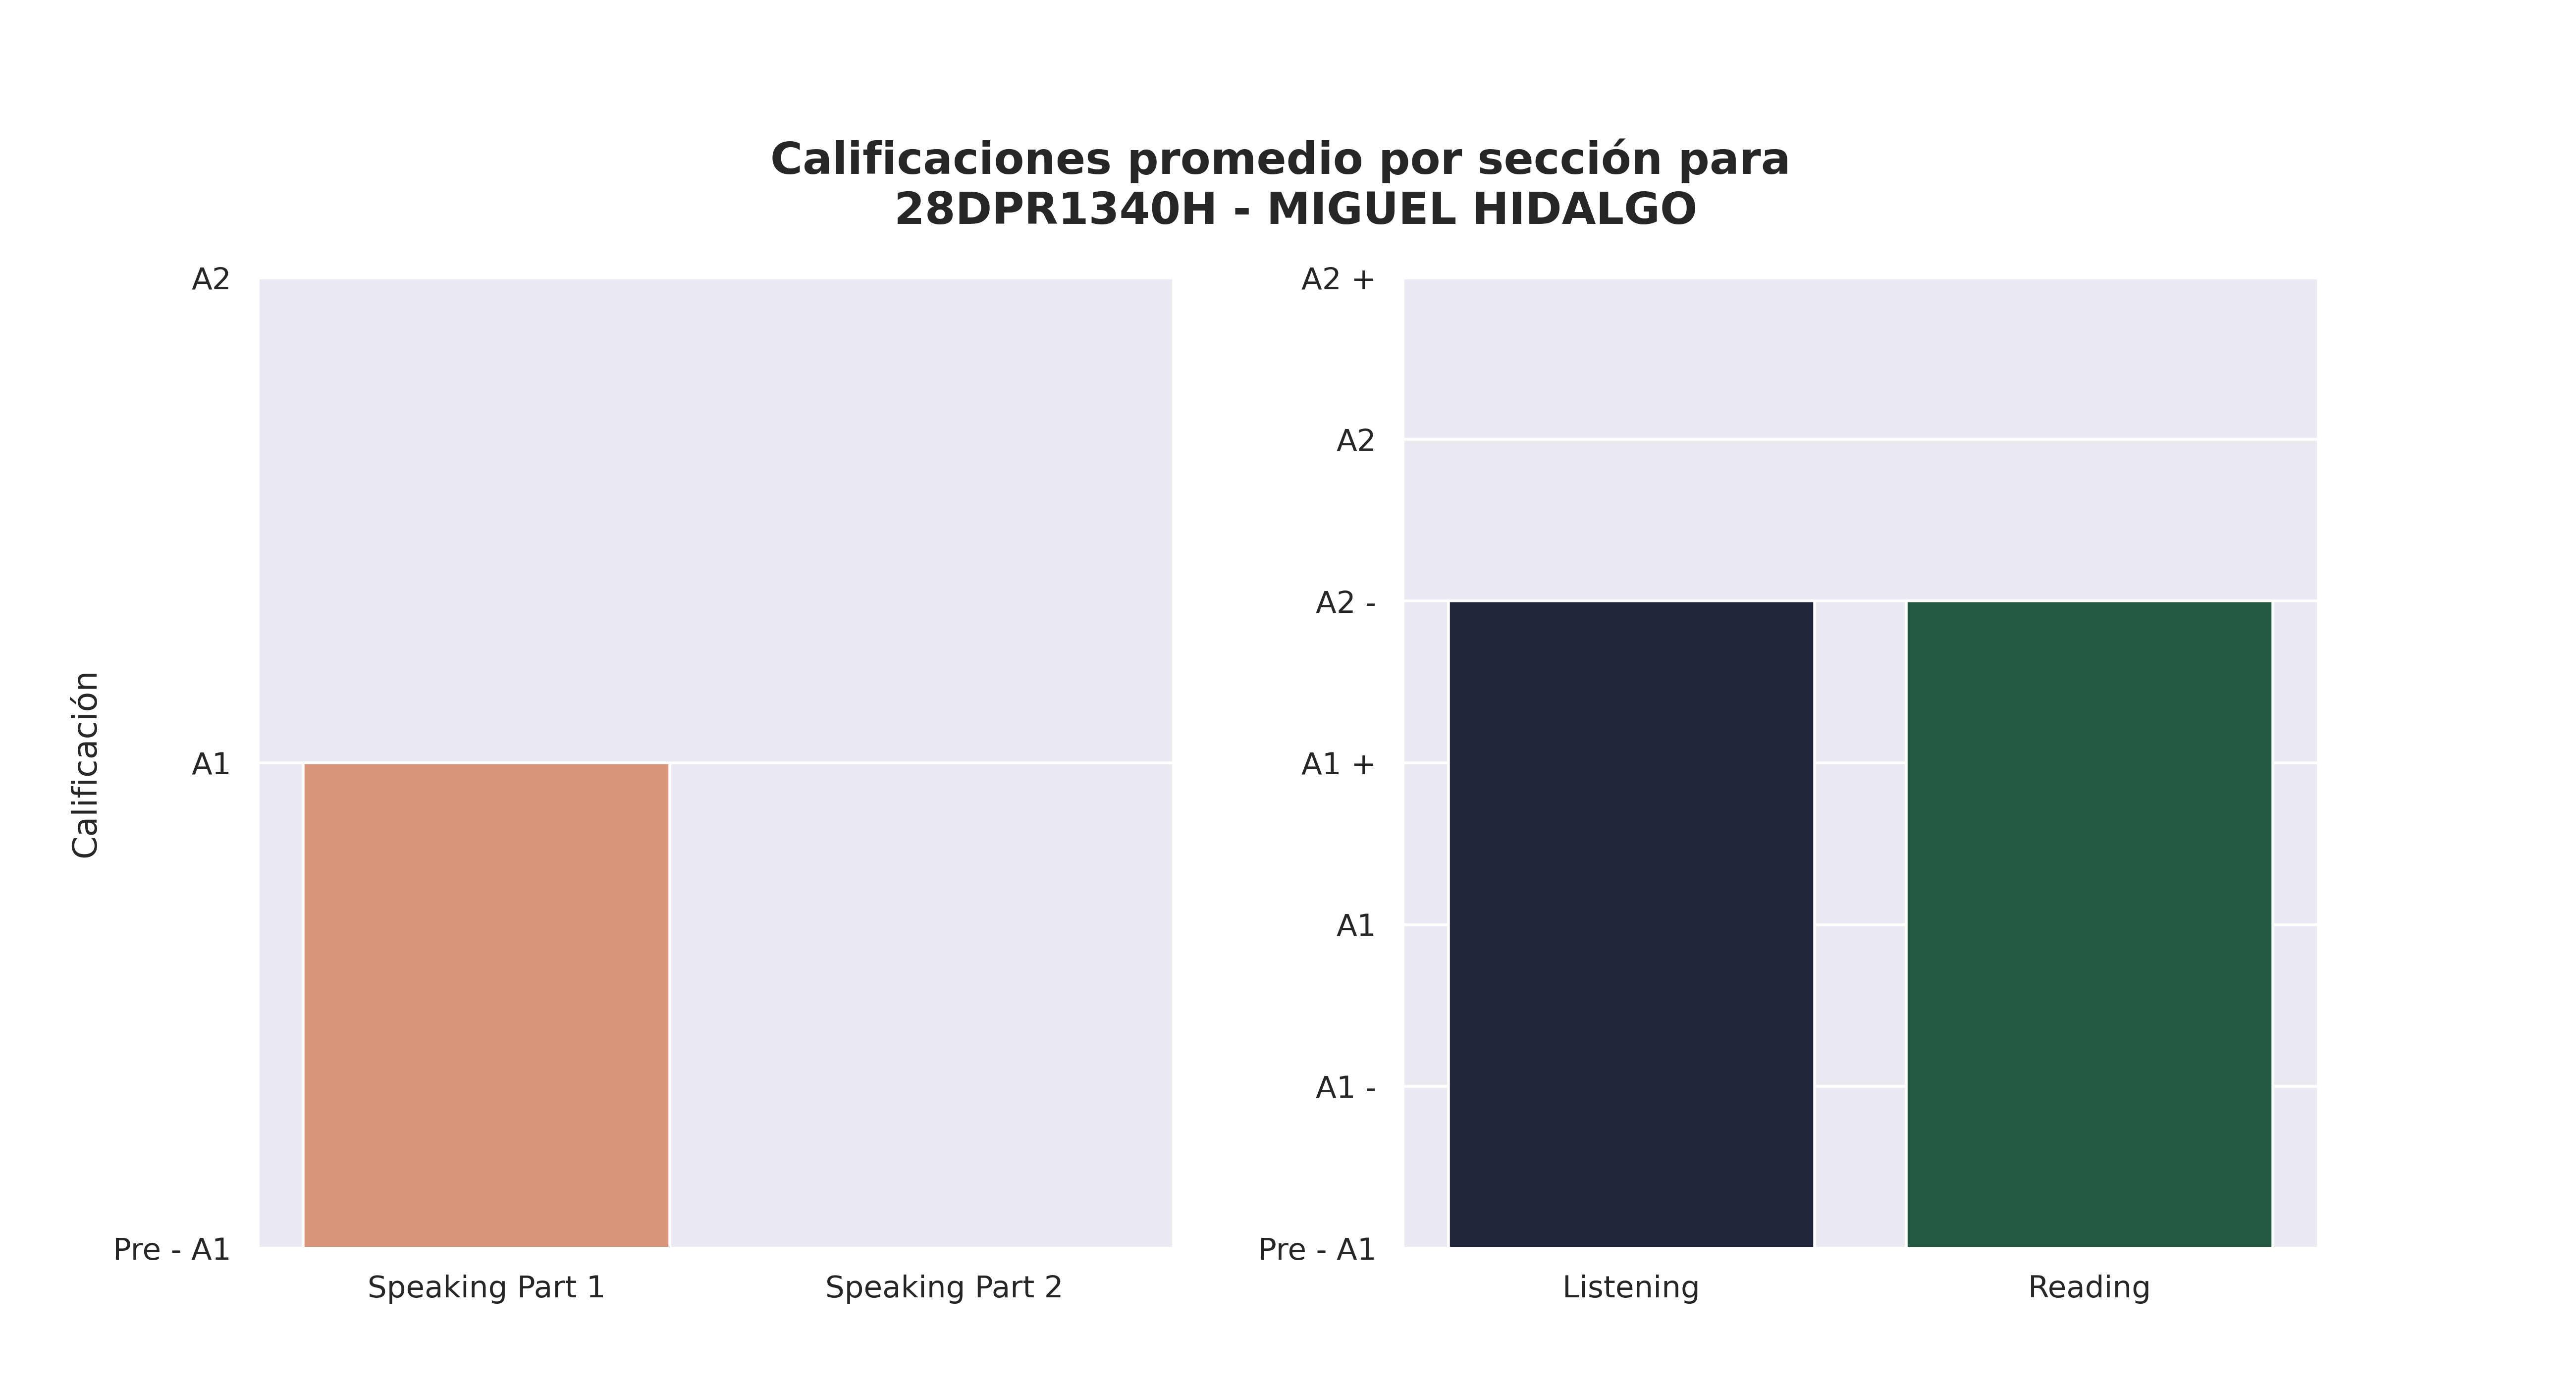 Calificaciones promedio por sección para
28DPR1340H - MIGUEL HIDALGO
Calificación
A2
A1
Pre - A1
Speaking Part 1
Speaking Part 2
A2 +
A2
A2 -
A1 +
A1
A1 -
Pre - A1
Listening
Reading